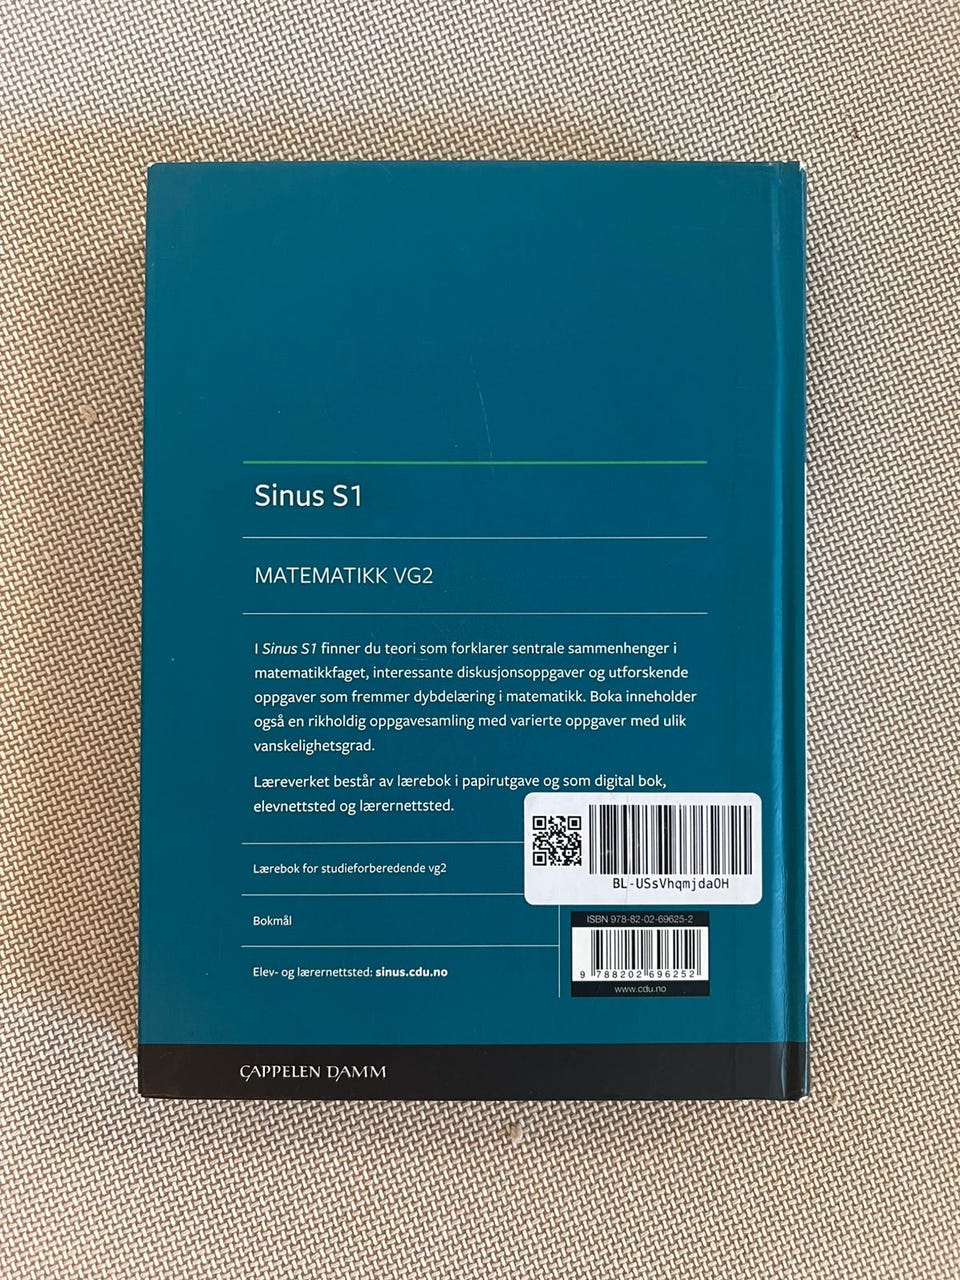 Sinus S1
MATEMATIKK VG2
I Sinus S1 finner du teori som forklarer sentrale sammenhenger i
matematikkfaget, interessante diskusjonsoppgaver og utforskende
oppgaver som fremmer dybdelæring i matematikk. Boka inneholder
også en rikholdig oppgavesamling med varierte oppgaver med ulik
vanskelighetsgrad.
Læreverket består av lærebok i papirutgave og som digital bok,
elevnettsted og lærernettsted.
BL-USsVhqmjdaOH
Lærebok for studieforberedende vg2
Bokmål
Elev- og lærernettsted: sinus.cdu.no
ISBN 978-82-02-69625-2
9 788202 696252
www.cdu.no
CAPPELEN DAMM